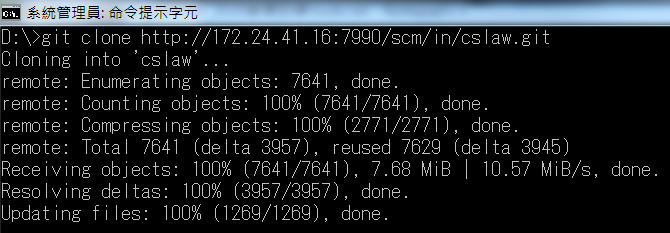 系統管理員: 命令提示字元
D:\>git clone http://172.24.41.16:7990/scm/in/cslaw.git
Cloning into 'cslaw'...
remote: Enumerating objects: 7641, done.
remote: Counting objects: 100% (7641/7641), done.
remote: Compressing objects: 100% (2771/2771), done.
remote: Total 7641 (delta 3957), reused 7629 (delta 3945)
Receiving objects: 100% (7641/7641), 7.68 MiB | 10.57 MiB/s, done.
Resolving deltas: 100% (3957/3957), done.
Updating files: 100% (1269/1269), done.